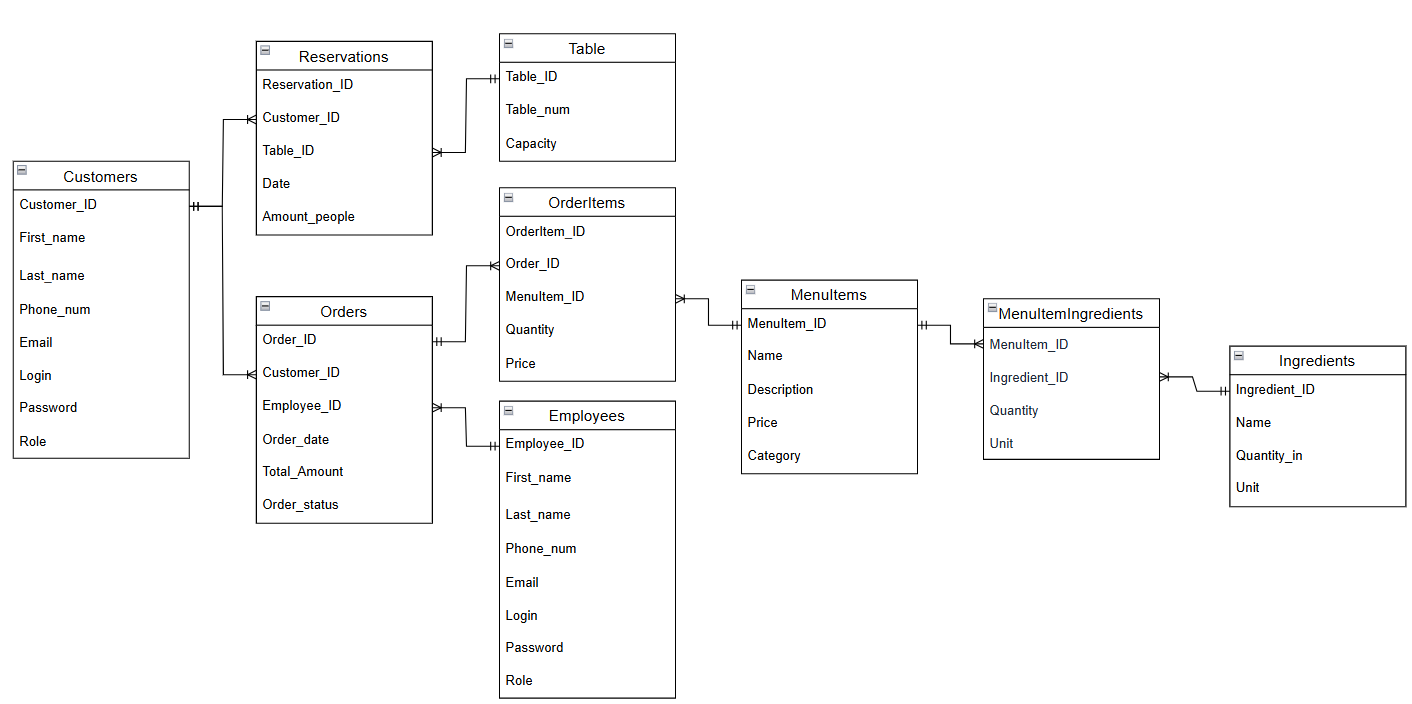 Customers
Customer_ID
First_name
Last_name
Phone_num
Email
Login
Password
Role
Reservations
Reservation_ID
Customer_ID
Table_ID
Date
Amount_people
Orders
Order_ID
Customer_ID
Employee_ID
Order_date
Total_Amount
Order_status
Table
Table_ID
Table_num
Capacity
OrderItems
OrderItem_ID
Order_ID
MenuItem_ID
Quantity
Price
Employees
Employee_ID
First_name
Last_name
Phone_num
Email
Login
Password
Role
MenuItems
MenuItem_ID
Name
Description
Price
Category
MenuItemIngredients
MenuItem_ID
Ingredient_ID
Quantity
Unit
Ingredients
Ingredient_ID
Name
Quantity_in
Unit